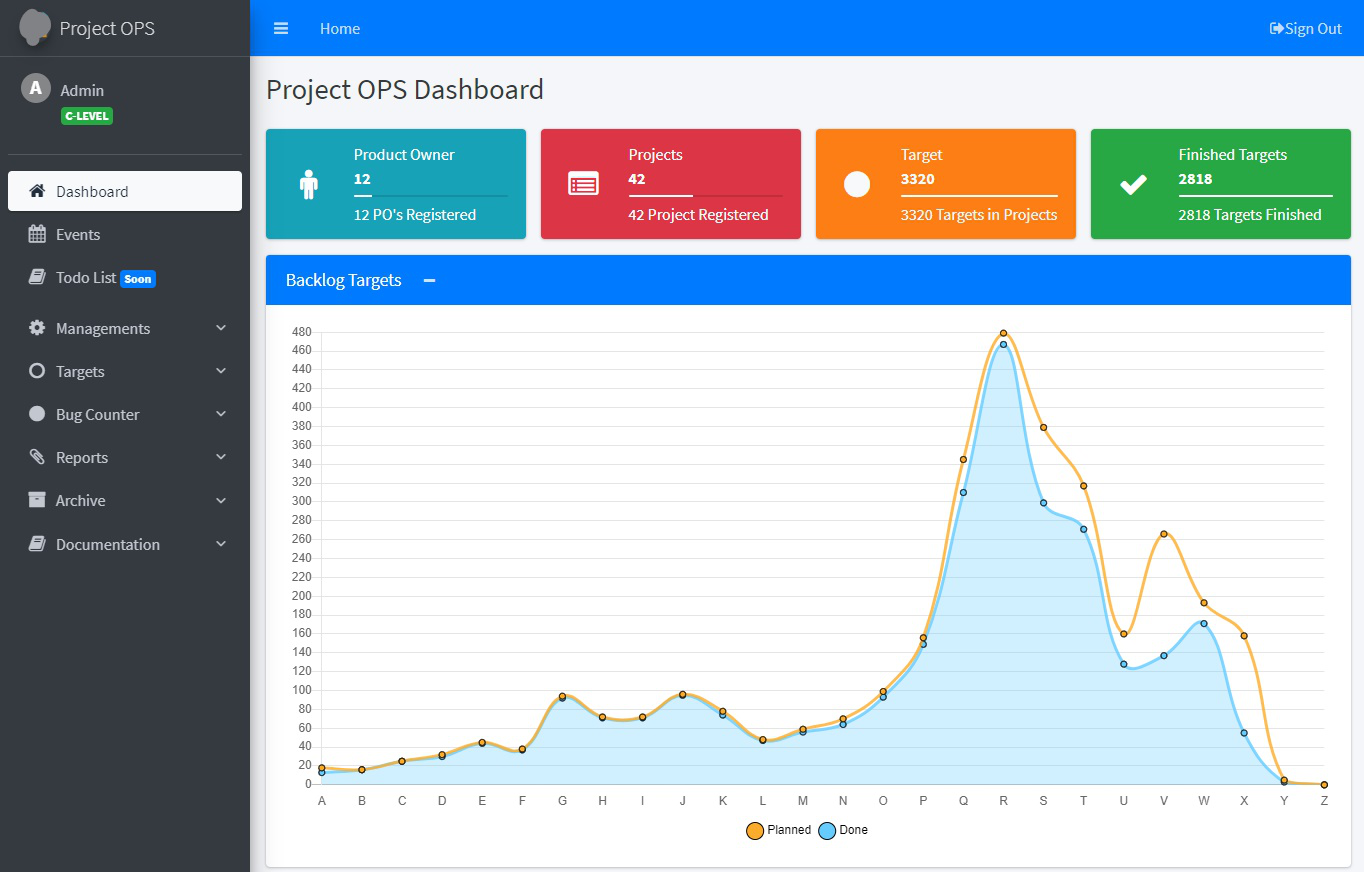 Project OPS
Home
Sign Out
A
Admin
C-LEVEL
Dashboard
Events
Todo List Soon
Managements
Targets
Bug Counter
Reports
Archive
Documentation
Project OPS Dashboard
Product Owner
12
12 PO's Registered
Projects
42
42 Project Registered
Target
3320
3320 Targets in Projects
Finished Targets
2818
2818 Targets Finished
Backlog Targets
480
460
440
420
400
380
360
340
320
300
280
260
240
220
200
180
160
140
120
100
80
60
40
20
0
A B C D E F G H I J K L M N O P Q R S T U V W X Y Z
Planned Done